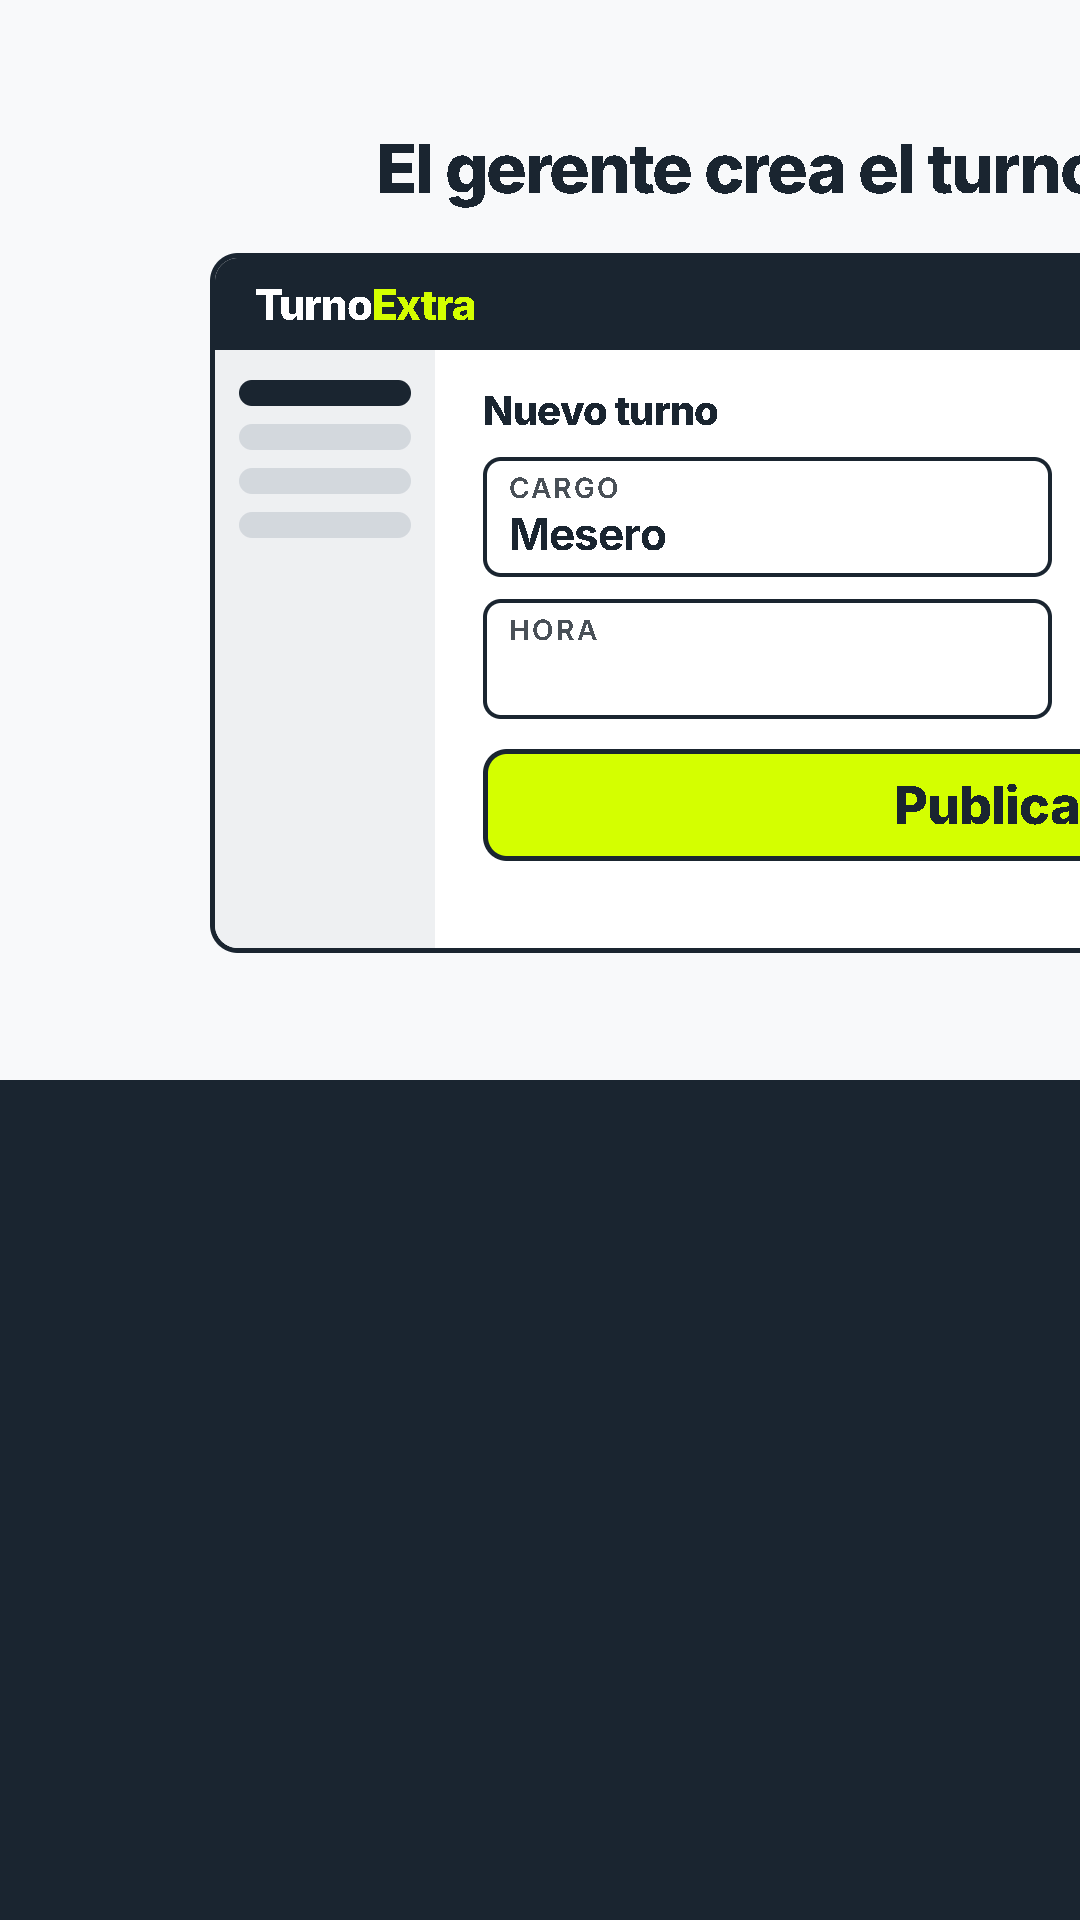 El gerente crea el turno
TurnoExtra
Nuevo turno
CARGO
Mesero
HORA
Publica